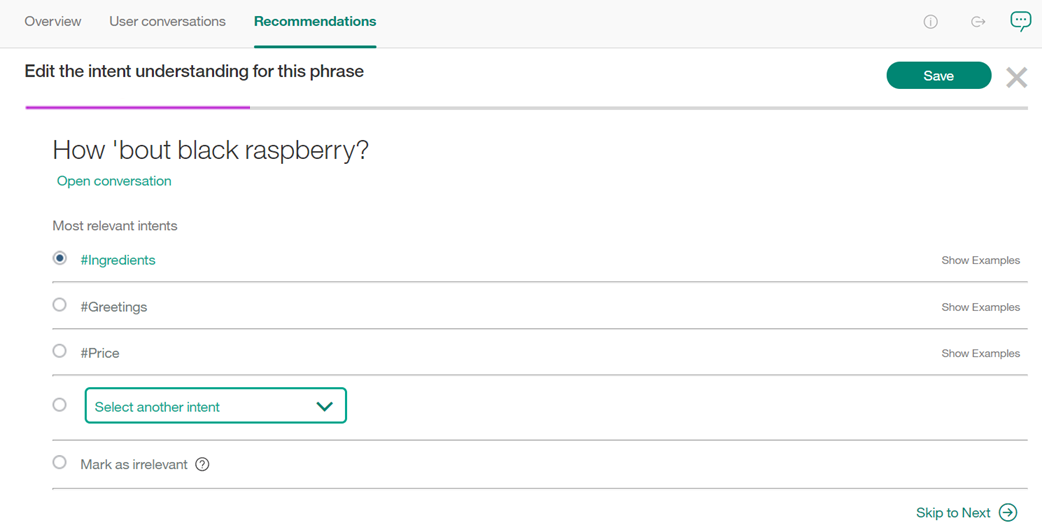 Overview User conversations Recommendations
Edit the intent understanding for this phrase
Save
How 'bout black raspberry?
Open conversation
Most relevant intents
#Ingredients Show Examples
#Greetings Show Examples
#Price Show Examples
Select another intent
Mark as irrelevant ?
Skip to Next